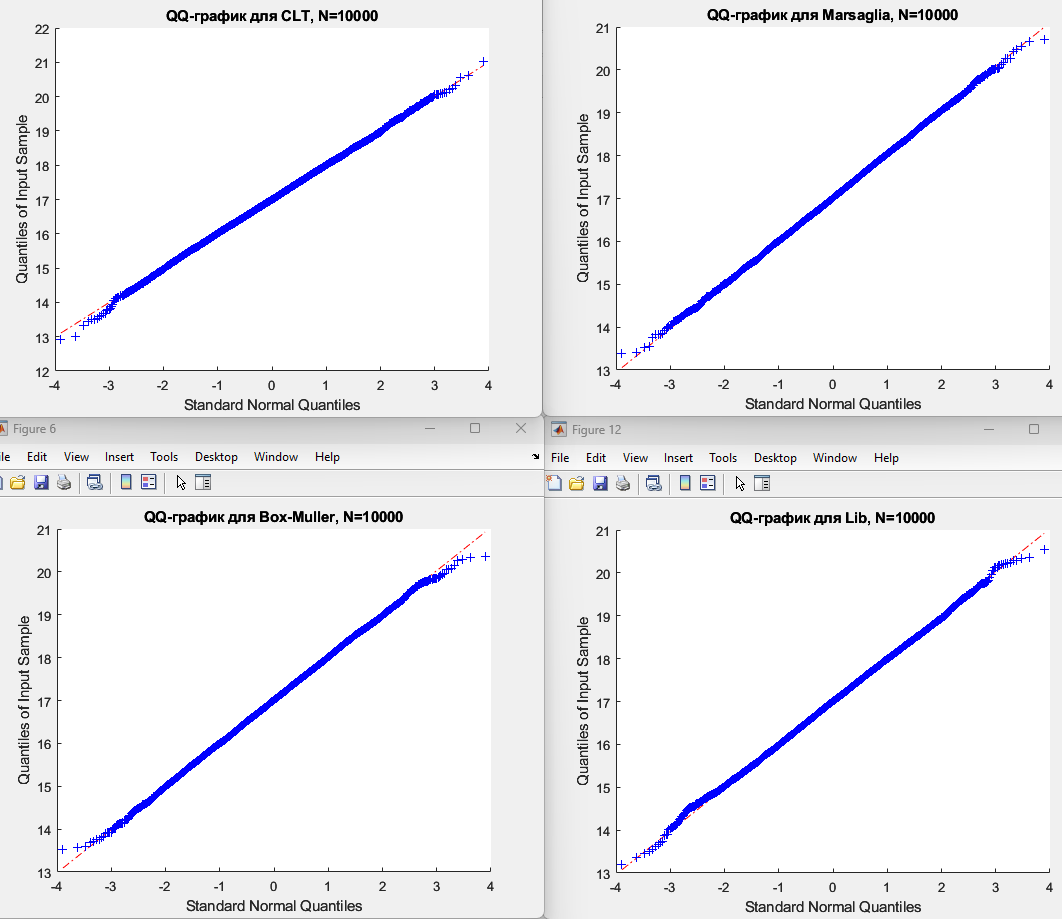 QQ-график для CLT, N=10000
22
21
20
19
18
17
16
15
14
13
12
Quantiles of Input Sample
-4 -3 -2 -1 0 1 2 3 4
Standard Normal Quantiles
QQ-график для Marsaglia, N=10000
21
20
19
18
17
16
15
14
13
Quantiles of Input Sample
-4 -3 -2 -1 0 1 2 3 4
Standard Normal Quantiles
Figure 6
ile Edit View Insert Tools Desktop Window Help
QQ-график для Box-Muller, N=10000
21
20
19
18
17
16
15
14
13
Quantiles of Input Sample
-4 -3 -2 -1 0 1 2 3 4
Standard Normal Quantiles
Figure 12
File Edit View Insert Tools Desktop Window Help
QQ-график для Lib, N=10000
21
20
19
18
17
16
15
14
13
Quantiles of Input Sample
-4 -3 -2 -1 0 1 2 3 4
Standard Normal Quantiles